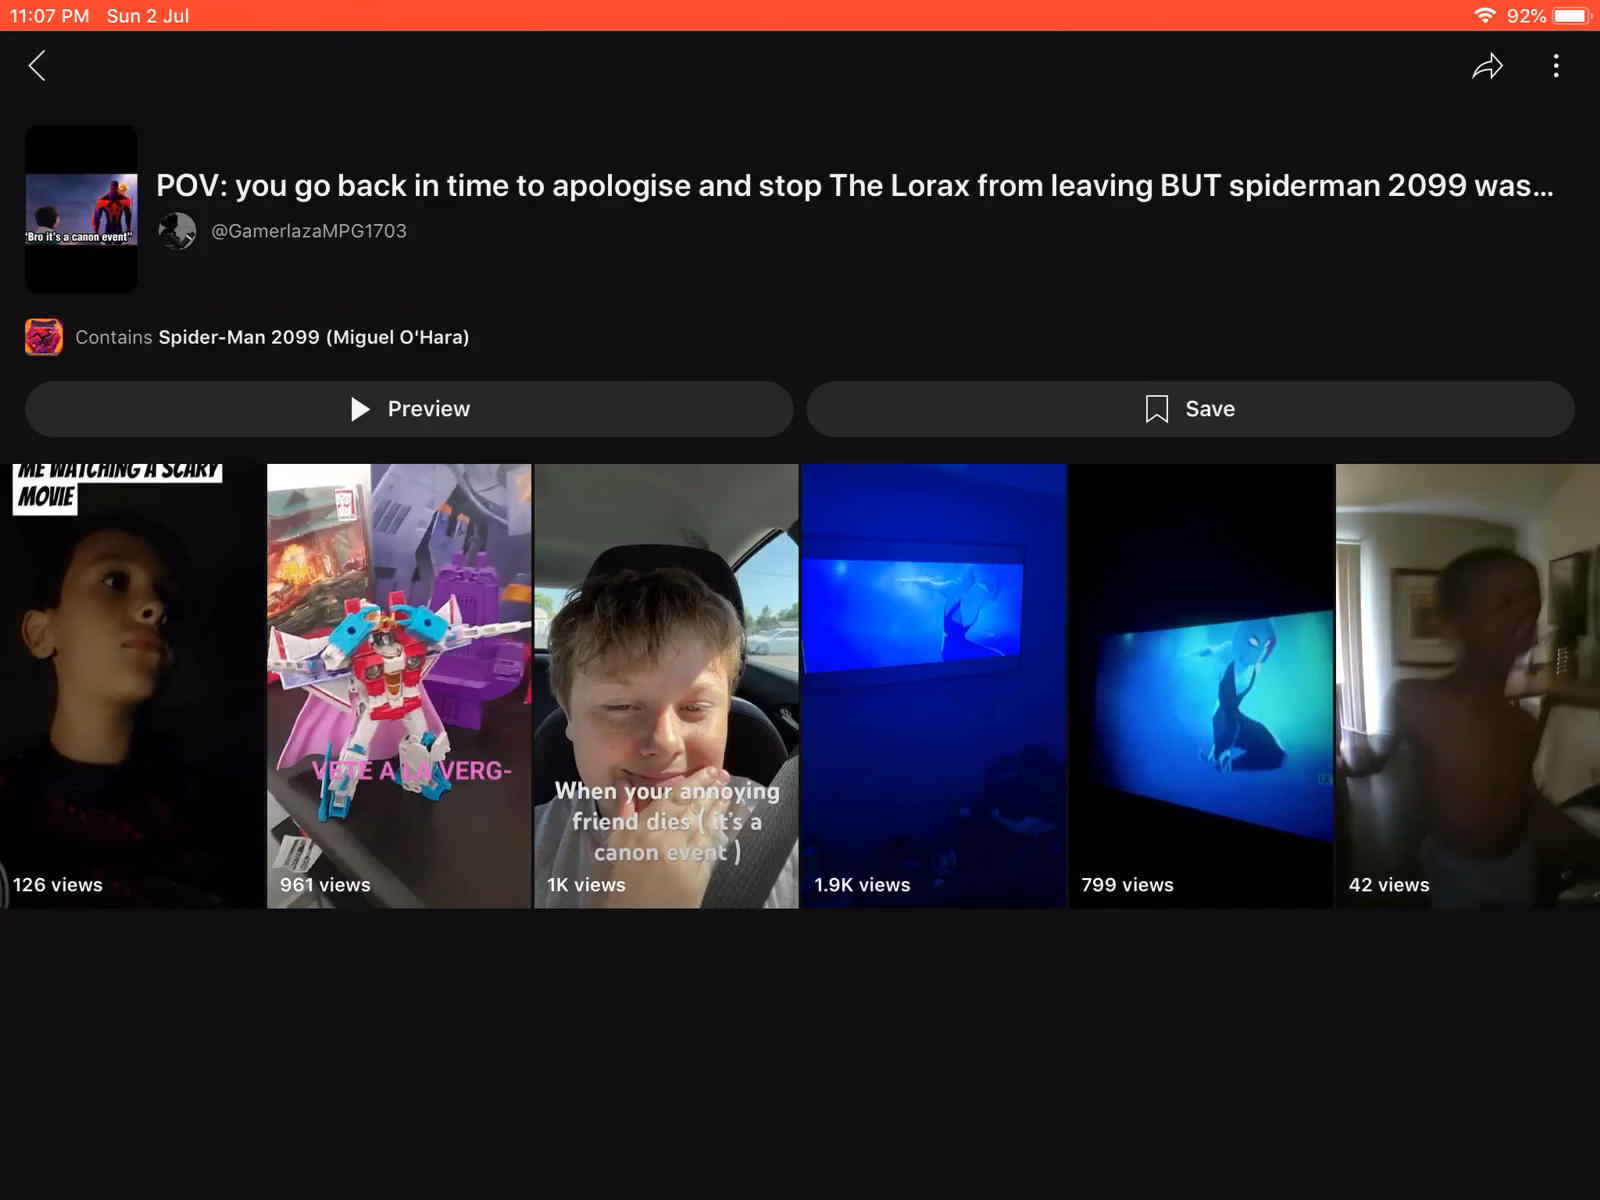 11:07 PM Sun 2 Jul
92%
POV: you go back in time to apologise and stop The Lorax from leaving BUT spiderman 2099 was...
"Bro it's a canon event"
@GamerlazaMPG1703
Contains Spider-Man 2099 (Miguel O'Hara)
Preview
Save
ME WATCHING A SCARY
MOVIE
126 views
VETE A LA VERG-
961 views
When your annoying
friend dies ( it's a
canon event )
1K views
1.9K views
799 views
42 views